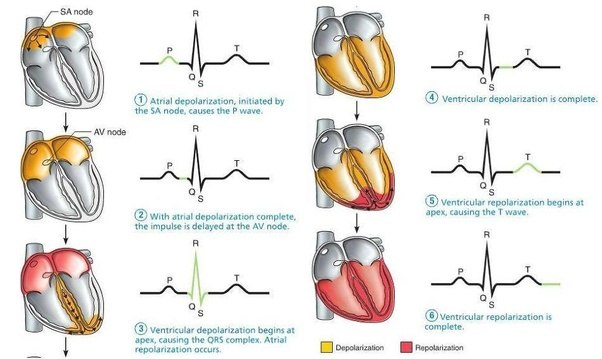 SA node
R
P
T
Q
S
1 Atrial depolarization, initiated by
the SA node, causes the P wave.
AV node
R
P
T
Q
S
2 With atrial depolarization complete,
the impulse is delayed at the AV node.
R
P
T
Q
S
3 Ventricular depolarization begins at
apex, causing the QRS complex. Atrial
repolarization occurs.
R
P
T
Q
S
4 Ventricular depolarization is complete.
R
P
T
Q
S
5 Ventricular repolarization begins at
apex, causing the T wave.
R
P
T
Q
S
6 Ventricular repolarization is
complete.
Depolarization
Repolarization